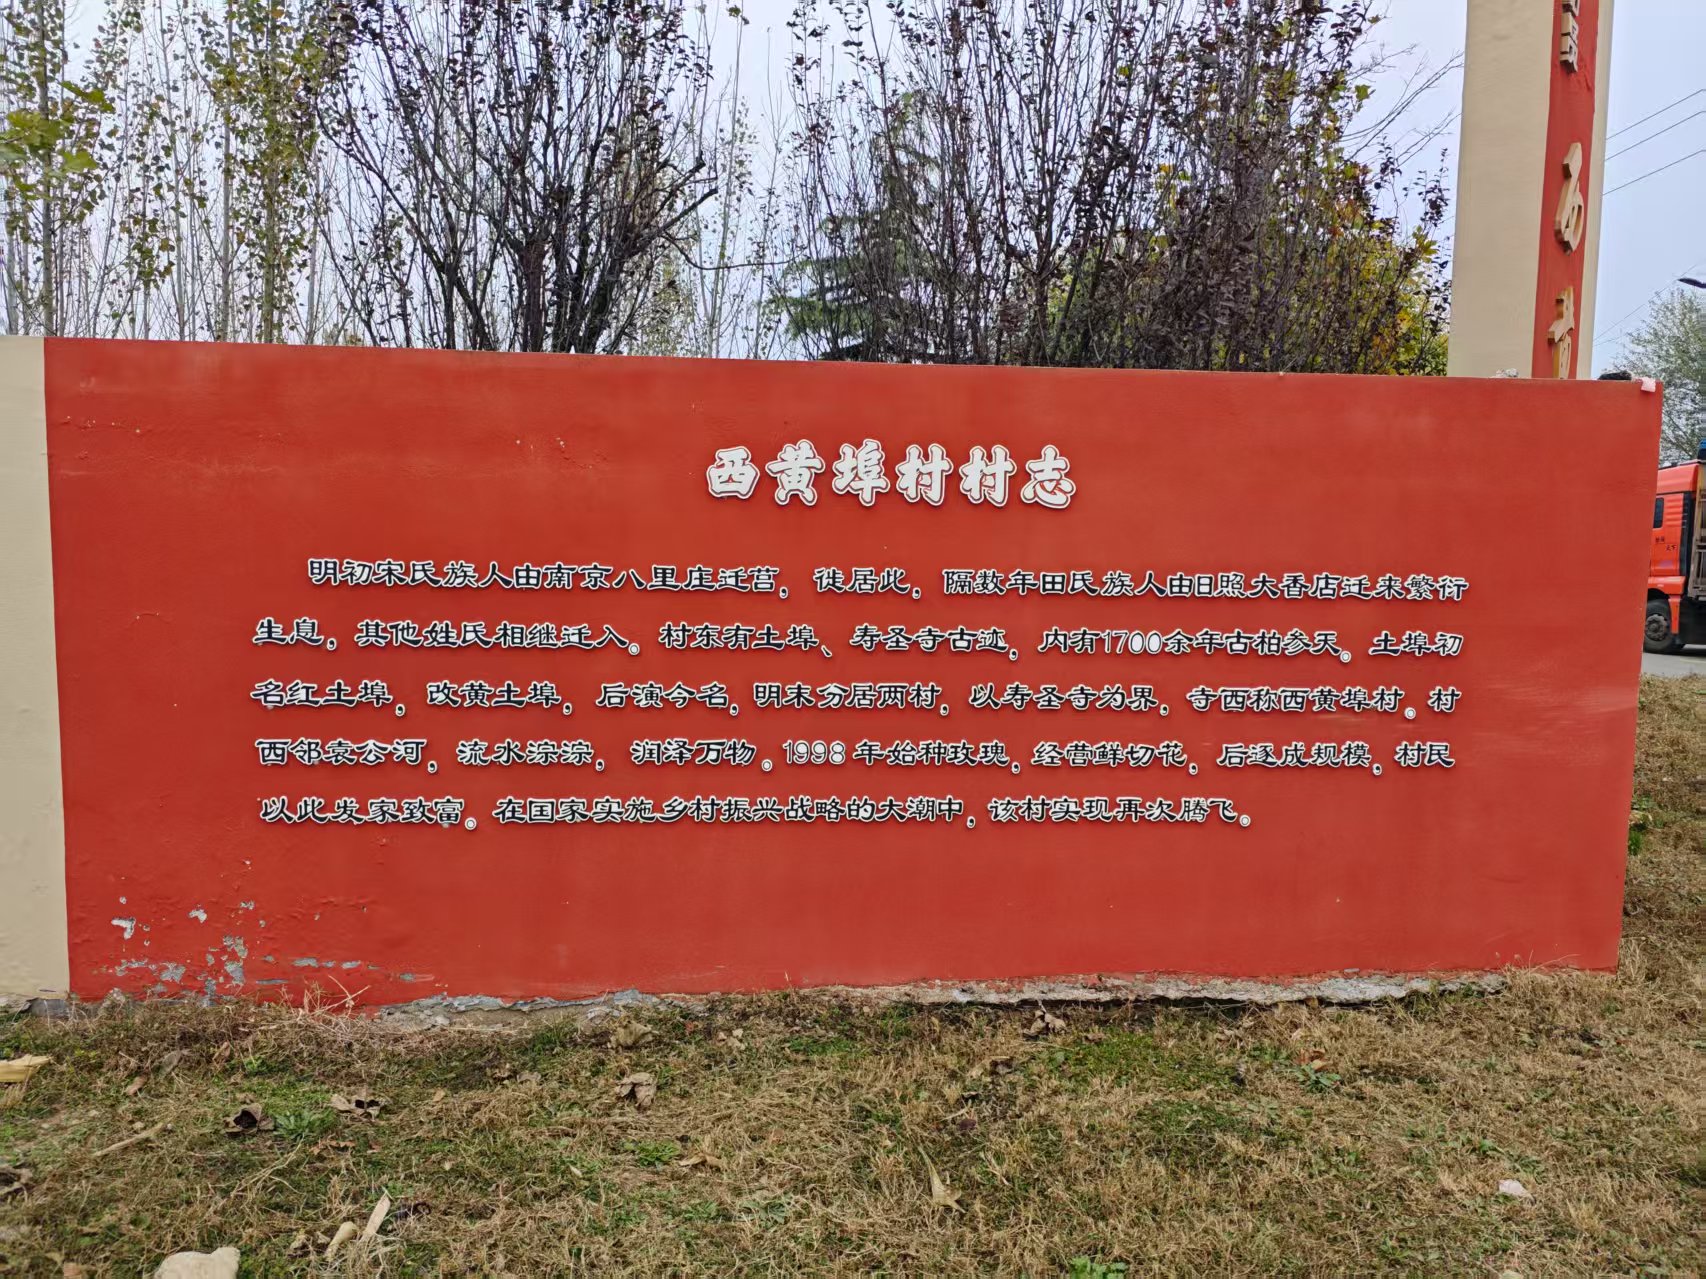 西黄埠村村志
明初宋氏族人由南京八里庄迁莒，徙居此，隔数年田氏族人由日照大香店迁来繁衍
生息，其他姓氏相继迁入。村东有土埠、寿圣寺古迹，内有1700余年古柏参天。土埠初
名红土埠，改黄土埠，后演今名，明末分居两村，以寿圣寺为界，寺西称西黄埠村。村
西邻袁公河，流水淙淙，润泽万物。1998年始种玫瑰，经营鲜切花，后逐成规模，村民
以此发家致富。在国家实施乡村振兴战略的大潮中，该村实现再次腾飞。